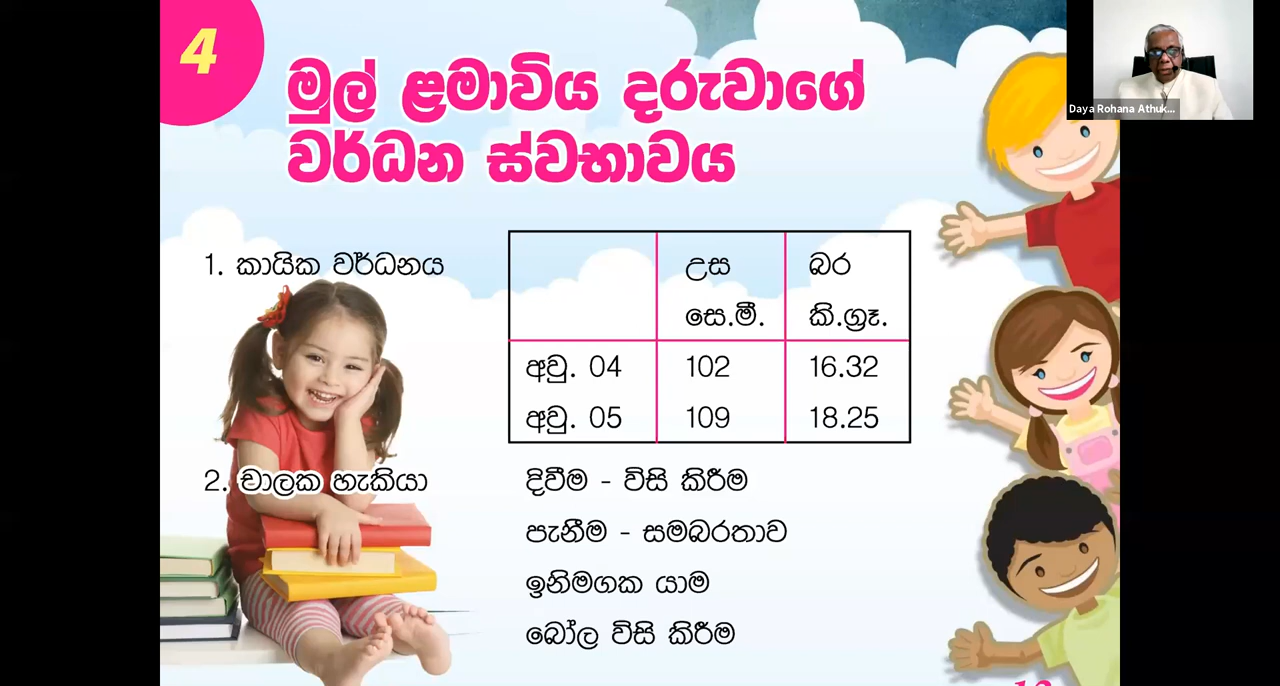 4
Daya Rohana Athuk...
මුල් ළමාවිය දරුවාගේ
වර්ධන ස්වභාවය
1. කායික වර්ධනය
උස බර
සෙ.මී. කි.ග්‍රෑ.
අවු. 04 102 16.32
අවු. 05 109 18.25
2. චාලක හැකියා දිවීම - විසි කිරීම
පැනීම - සමබරතාව
ඉනිමගක යාම
බෝල විසි කිරීම